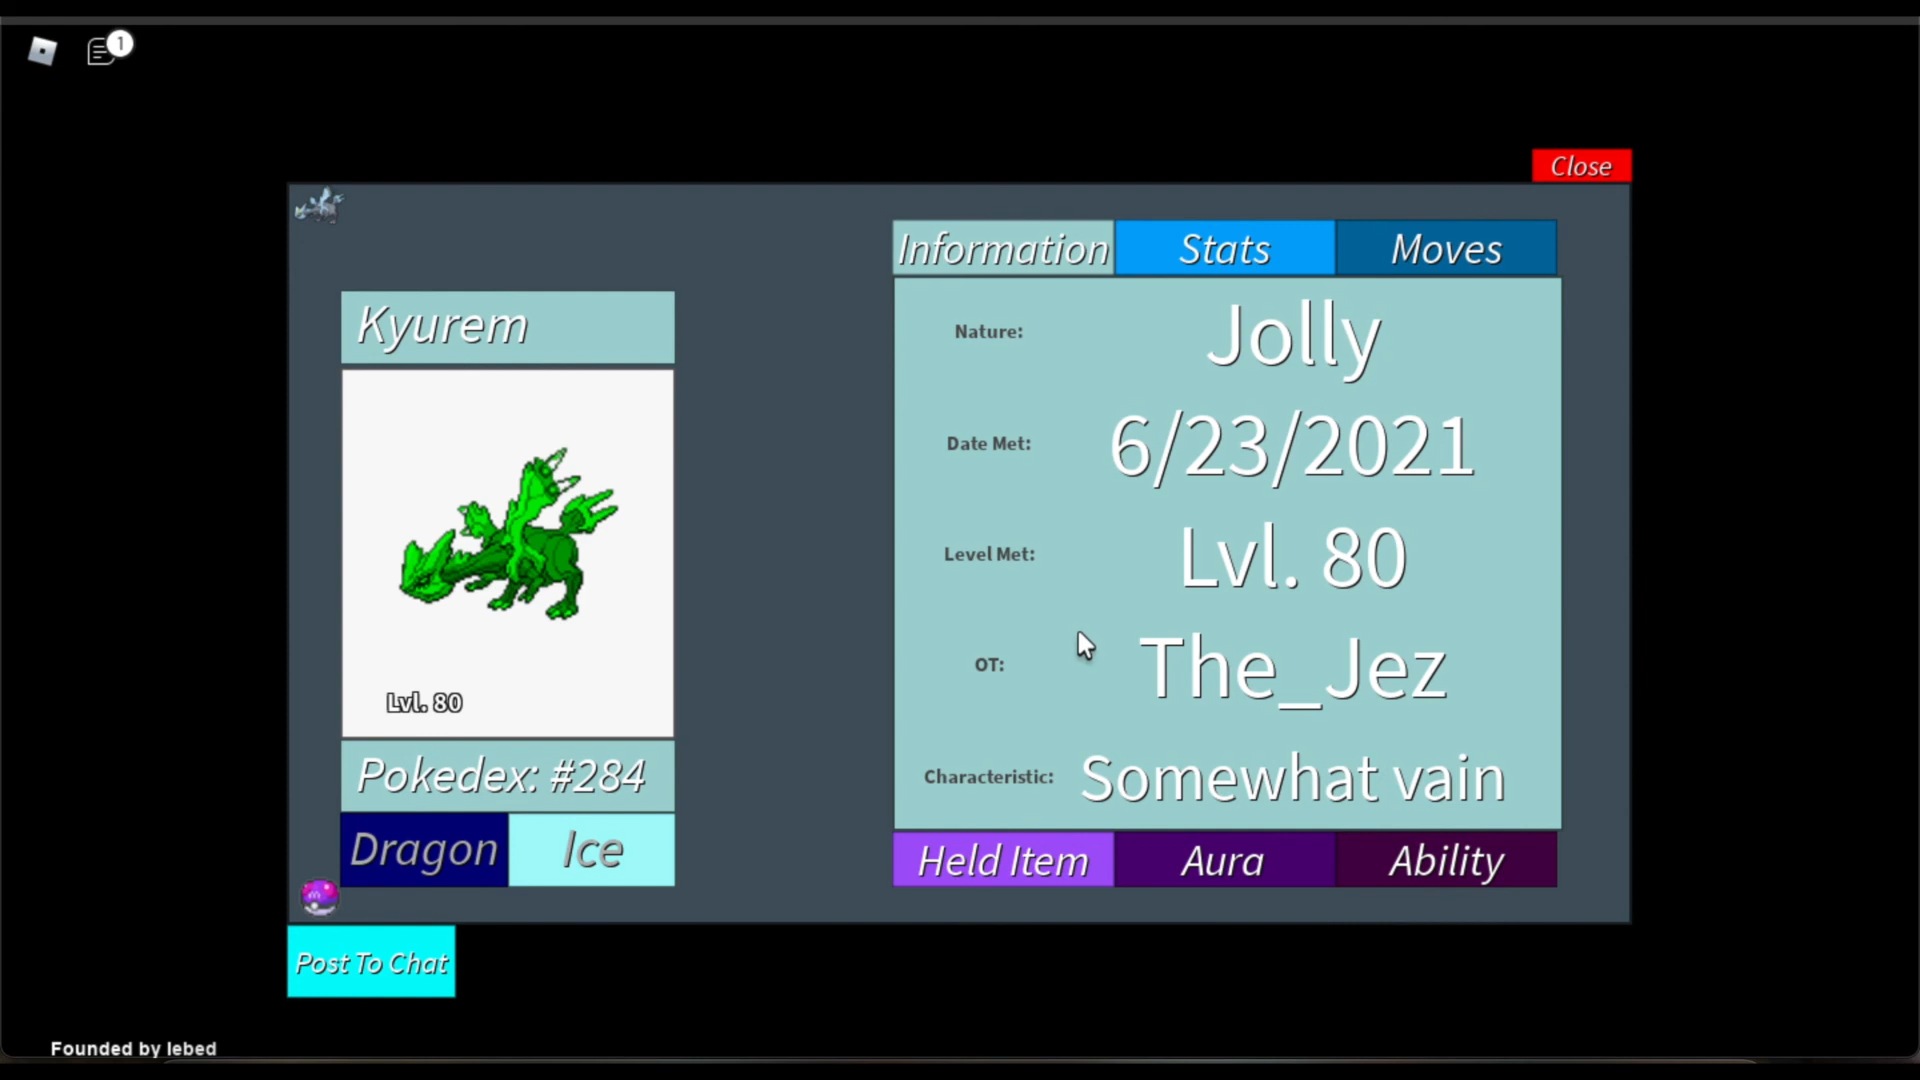 1
Close
Information Stats Moves
Kyurem
Nature: Jolly
Date Met: 6/23/2021
Level Met: Lvl. 80
OT: The_Jez
Lvl. 80
Characteristic: Somewhat vain
Pokedex: #284
Dragon Ice
Held Item Aura Ability
Post To Chat
Founded by lebed